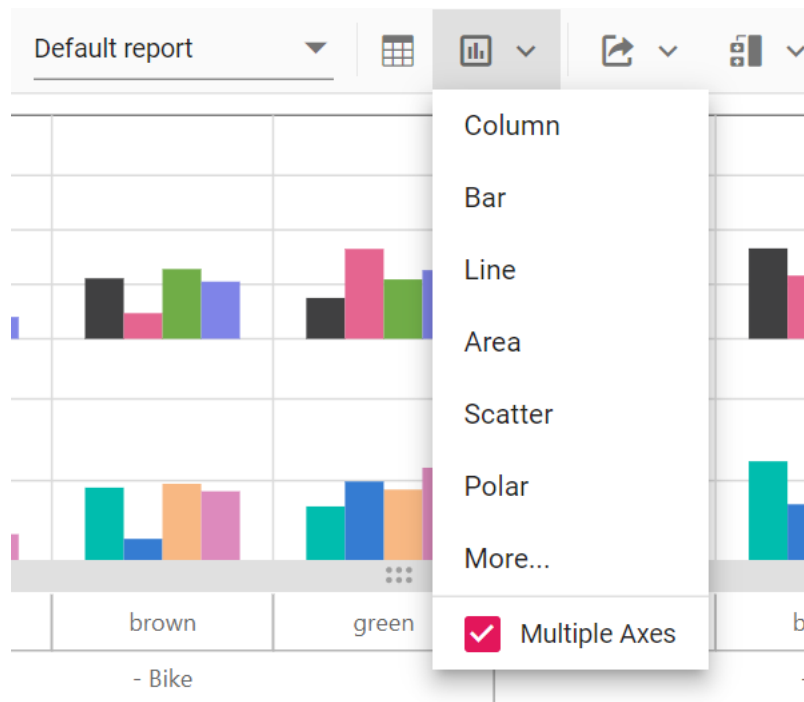 Default report
Column
Bar
Line
Area
Scatter
Polar
More...
Multiple Axes
brown
green
b
- Bike
-